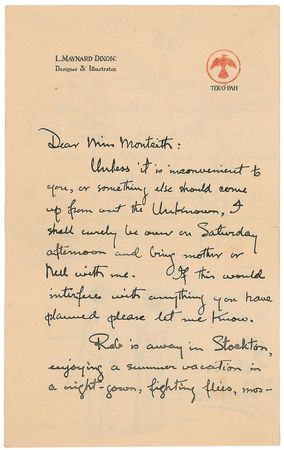 L. MAYNARD DIXON:
Designer & Illustrator.
TEK-O-PAH
Dear Miss Monteith:
Unless it is inconvenient to
you, or something else should come
up from out the Unknown, I
shall surely be over on Saturday
afternoon and bring mother or
Nell with me. If this would
interfere with anything you have
planned please let me know.
Reb is away in Stockton,
enjoying a summer vacation in
a night-gown, fighting flies, mos-